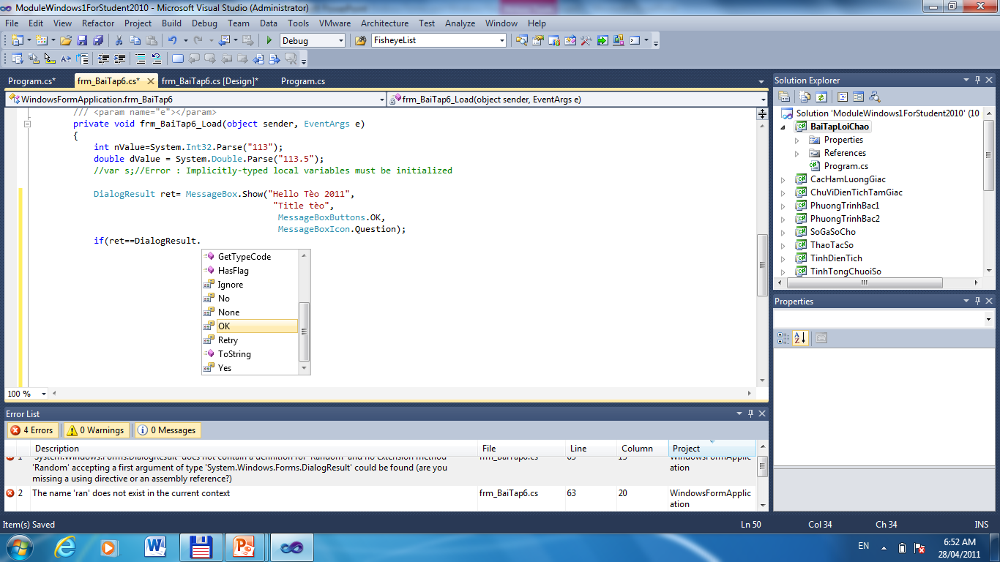 ModuleWindows1ForStudent2010 - Microsoft Visual Studio (Administrator)
File Edit View Refactor Project Build Debug Team Data Tools VMware Architecture Test Analyze Window Help
Debug FisheyeList
Program.cs* frm_BaiTap6.cs* frm_BaiTap6.cs [Design]* Program.cs
WindowsFormApplication.frm_BaiTap6 frm_BaiTap6_Load(object sender, EventArgs e)
/// <param name="e"></param>
private void frm_BaiTap6_Load(object sender, EventArgs e)
{
int nValue=System.Int32.Parse("113");
double dValue = System.Double.Parse("113.5");
//var s;//Error : Implicitly-typed local variables must be initialized
DialogResult ret= MessageBox.Show("Hello Tèo 2011",
"Title tèo",
MessageBoxButtons.OK,
MessageBoxIcon.Question);
if(ret==DialogResult.
GetTypeCode
HasFlag
Ignore
No
None
OK
Retry
ToString
Yes
100 %
Solution Explorer
Solution 'ModuleWindows1ForStudent2010' (10
BaiTapLoiChao
Properties
References
Program.cs
CacHamLuongGiac
ChuViDienTichTamGiac
PhuongTrinhBac1
PhuongTrinhBac2
SoGaSoCho
ThaoTacSo
TinhDienTich
TinhTongChuoiSo
Properties
Error List
4 Errors 0 Warnings 0 Messages
Description File Line Column Project
1 'System.Windows.Forms.DialogResult' does not contain a definition for 'Random' and no extension method frm_BaiTap6.cs 63 13 WindowsFormApplic
'Random' accepting a first argument of type 'System.Windows.Forms.DialogResult' could be found (are you ation
missing a using directive or an assembly reference?)
2 The name 'ran' does not exist in the current context frm_BaiTap6.cs 63 20 WindowsFormApplic
ation
Item(s) Saved Ln 50 Col 34 Ch 34 INS
EN 6:52 AM
28/04/2011